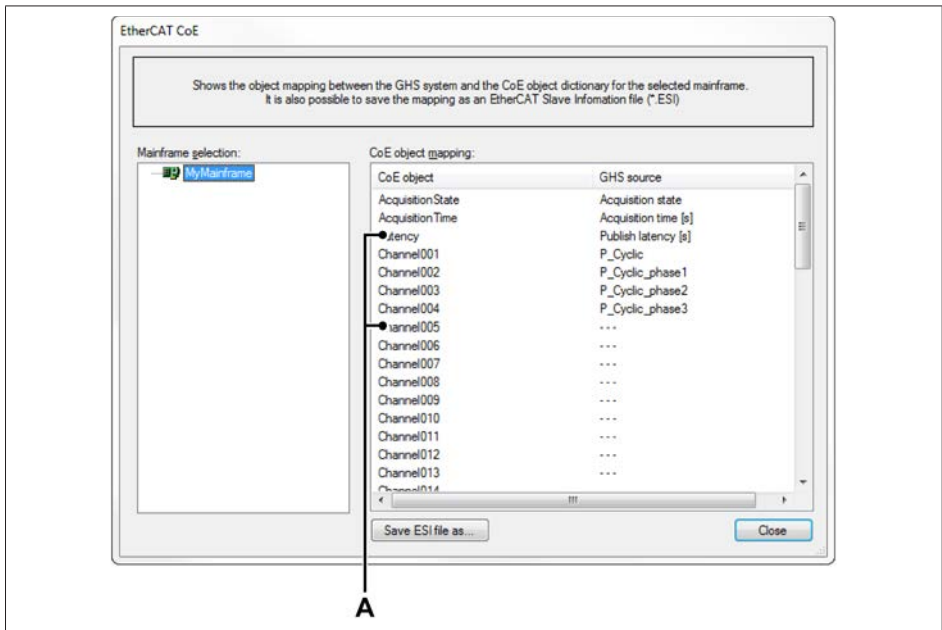 EtherCAT CoE
Shows the object mapping between the GHS system and the CoE object dictionary for the selected mainframe.
It is also possible to save the mapping as an EtherCAT Slave Infomation file (*.ESI)
Mainframe selection:
MyMainframe
CoE object mapping:
CoE object GHS source
AcquisitionState Acquisition state
AcquisitionTime Acquisition time [s]
Publish latency [s]
Channel001 P_Cyclic
Channel002 P_Cyclic_phase1
Channel003 P_Cyclic_phase2
Channel004 P_Cyclic_phase3
annel005 ---
Channel006 ---
Channel007 ---
Channel008 ---
Channel009 ---
Channel010 ---
Channel011 ---
Channel012 ---
Channel013 ---
Channel014
Save ESI file as... Close
A